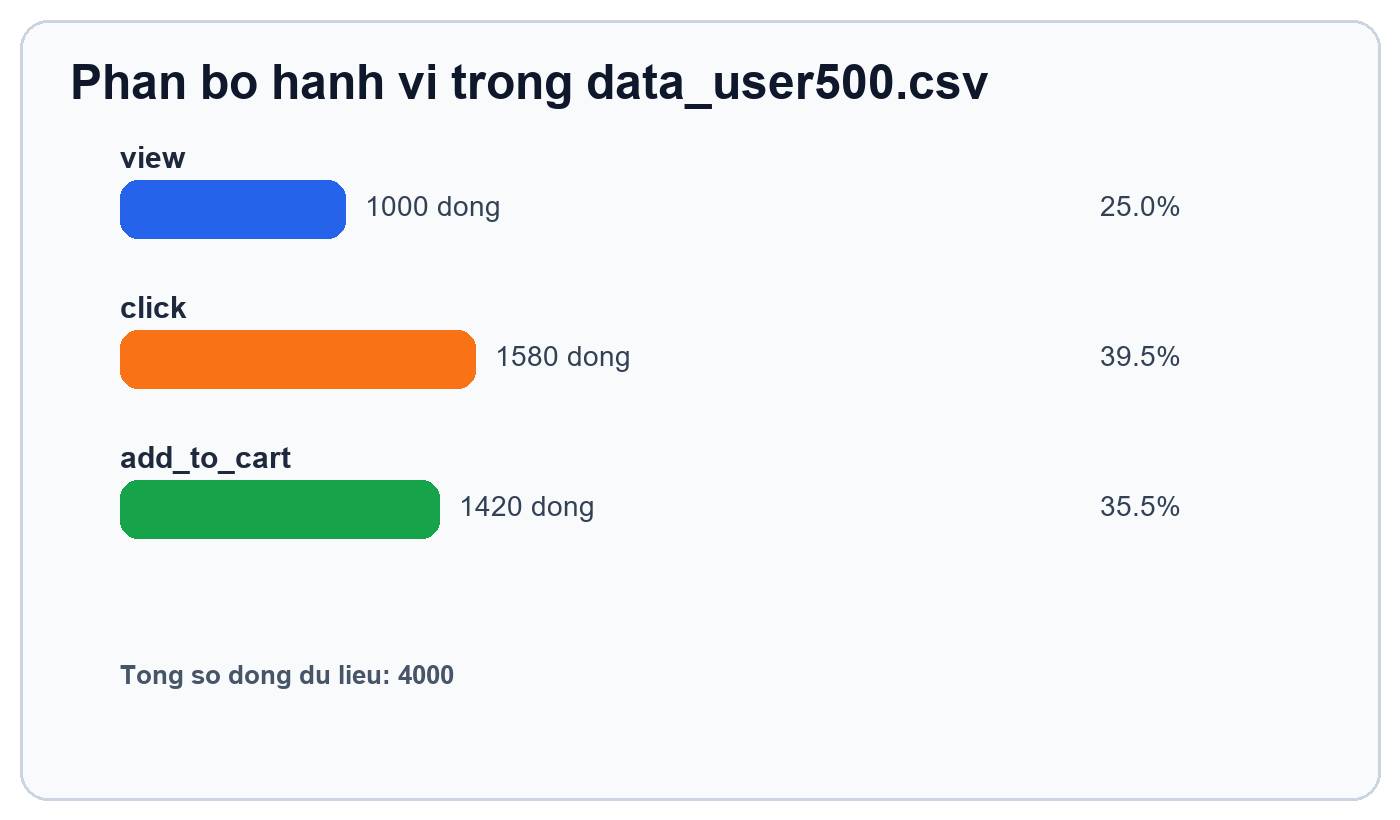 Phan bo hanh vi trong data_user500.csv
view
1000 dong 25.0%
click
1580 dong 39.5%
add_to_cart
1420 dong 35.5%
Tong so dong du lieu: 4000